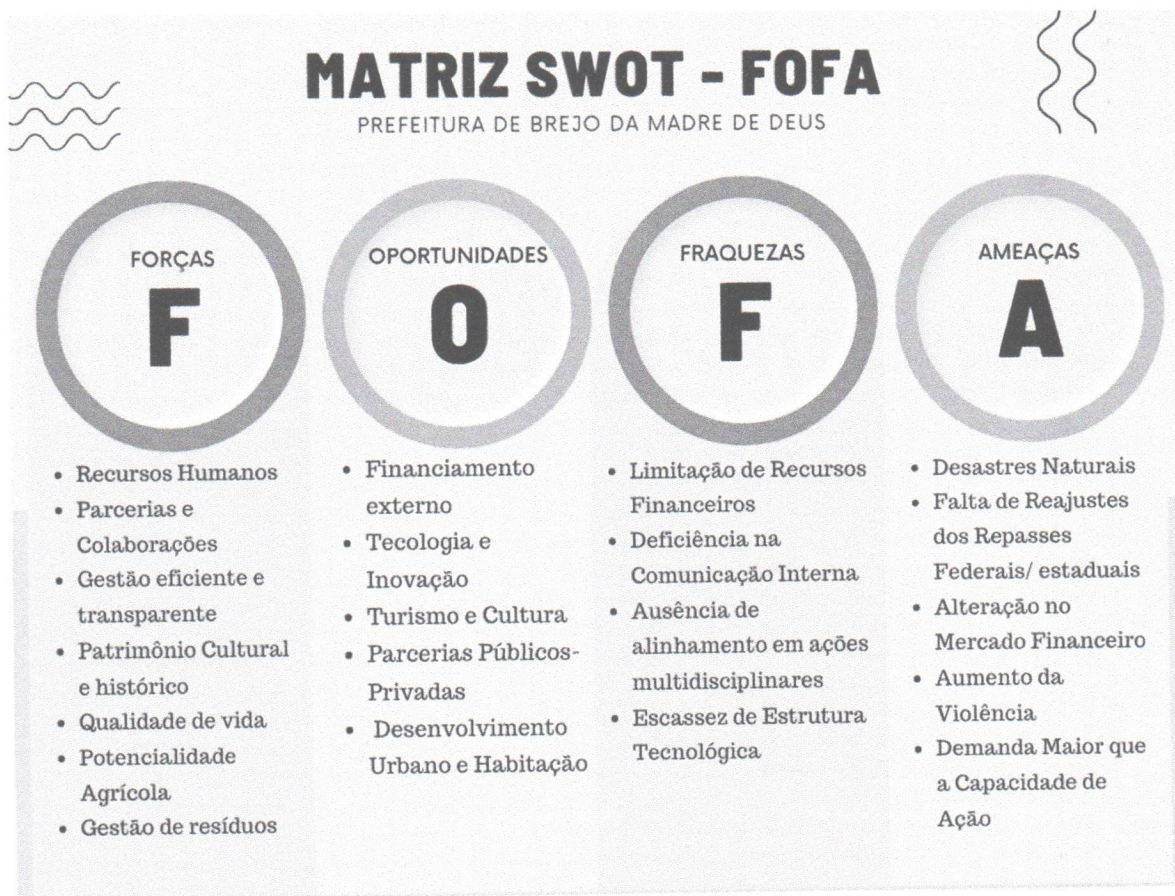 MATRIZ SWOT - FOFA
PREFEITURA DE BREJO DA MADRE DE DEUS
FORÇAS
F
• Recursos Humanos
• Parcerias e
Colaborações
• Gestão eficiente e
transparente
• Patrimônio Cultural
e histórico
• Qualidade de vida
• Potencialidade
Agrícola
• Gestão de resíduos
OPORTUNIDADES
O
• Financiamento
externo
• Tecologia e
Inovação
• Turismo e Cultura
• Parcerias Públicos-
Privadas
• Desenvolvimento
Urbano e Habitação
FRAQUEZAS
F
• Limitação de Recursos
Financeiros
• Deficiência na
Comunicação Interna
• Ausência de
alinhamento em ações
multidisciplinares
• Escassez de Estrutura
Tecnológica
AMEAÇAS
A
• Desastres Naturais
• Falta de Reajustes
dos Repasses
Federais/ estaduais
• Alteração no
Mercado Financeiro
• Aumento da
Violência
• Demanda Maior que
a Capacidade de
Ação